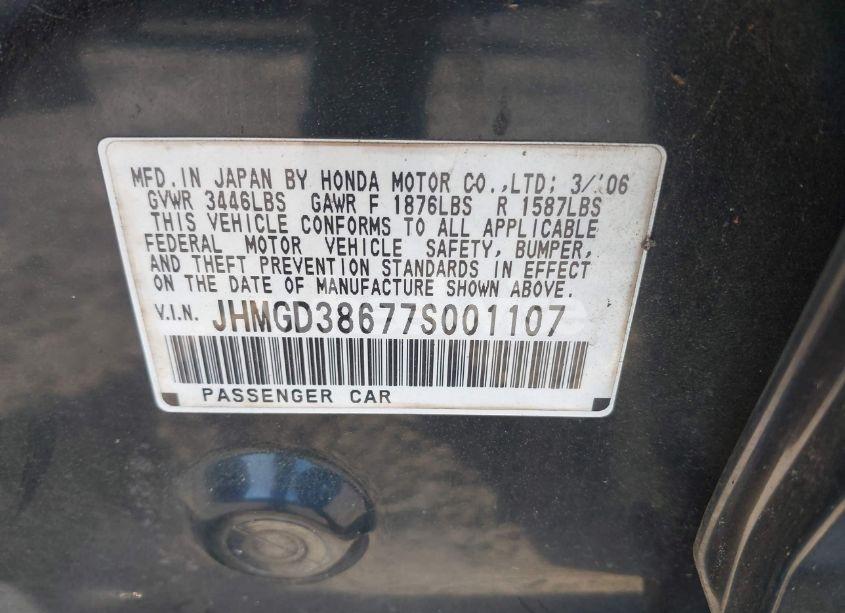 MFD. IN JAPAN BY HONDA MOTOR CO.,LTD; 3/'06
GVWR 3446LBS GAWR F 1876LBS R 1587LBS
THIS VEHICLE CONFORMS TO ALL APPLICABLE
FEDERAL MOTOR VEHICLE SAFETY, BUMPER,
AND THEFT PREVENTION STANDARDS IN EFFECT
ON THE DATE OF MANUFACTURE SHOWN ABOVE.
V.I.N. JHMGD38677S001107
PASSENGER CAR